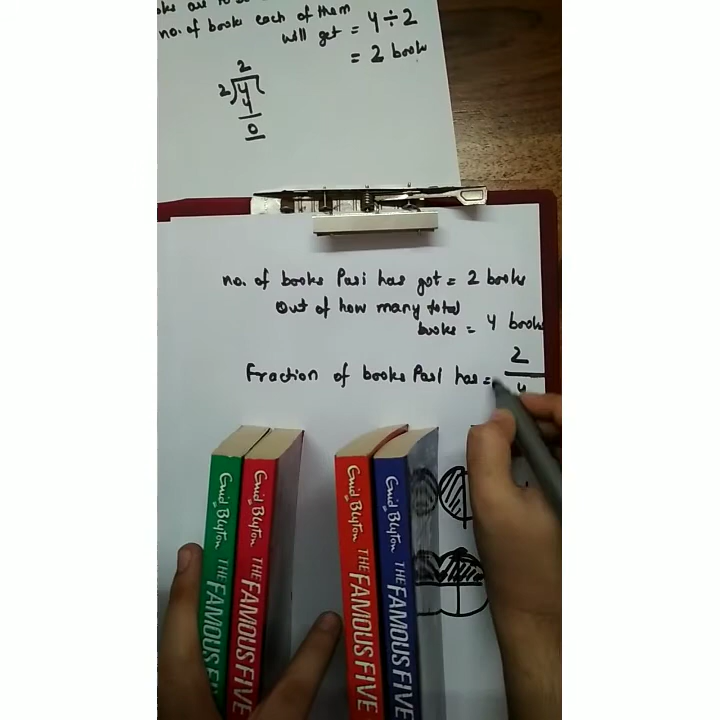 no. of books each of them
will get = 4 ÷ 2
= 2 books
2
2 4
4
0
no. of books Pari has got = 2 books
Out of how many total
books = 4 books
Fraction of books Pari has = 2
4
Enid Blyton THE FAMOUS FI
Enid Blyton THE FAMOUS FIVE
Enid Blyton THE FAMOUS FIVE
Enid Blyton THE FAMOUS FIVE